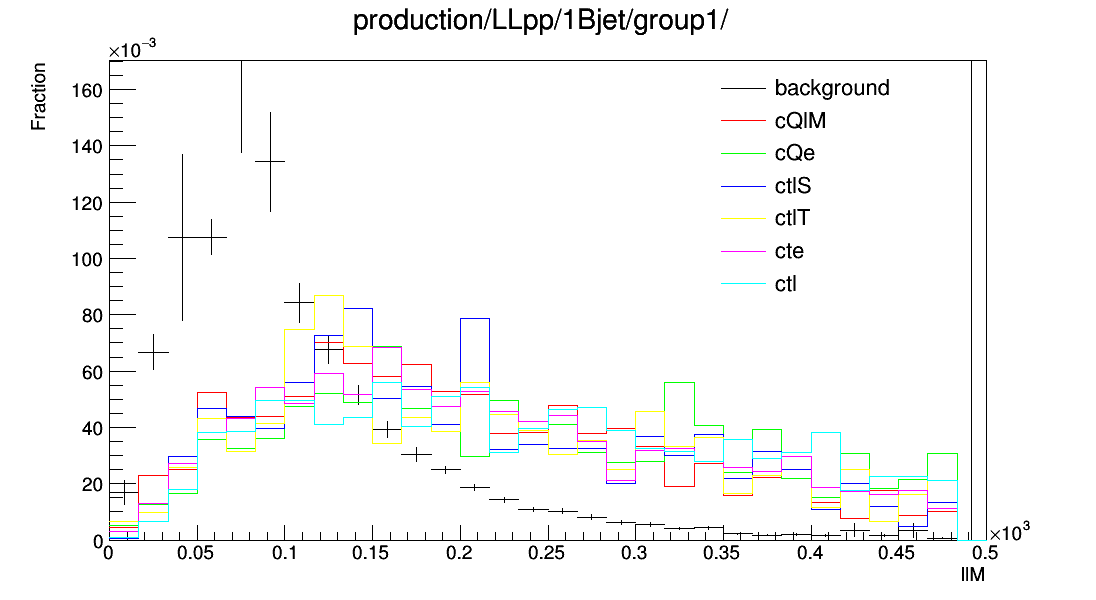 production/LLpp/1Bjet/group1/
×10⁻³
Fraction
160
140
120
100
80
60
40
20
0
background
cQlM
cQe
ctlS
ctlT
cte
ctl
0 0.05 0.1 0.15 0.2 0.25 0.3 0.35 0.4 0.45 0.5
×10³
llM